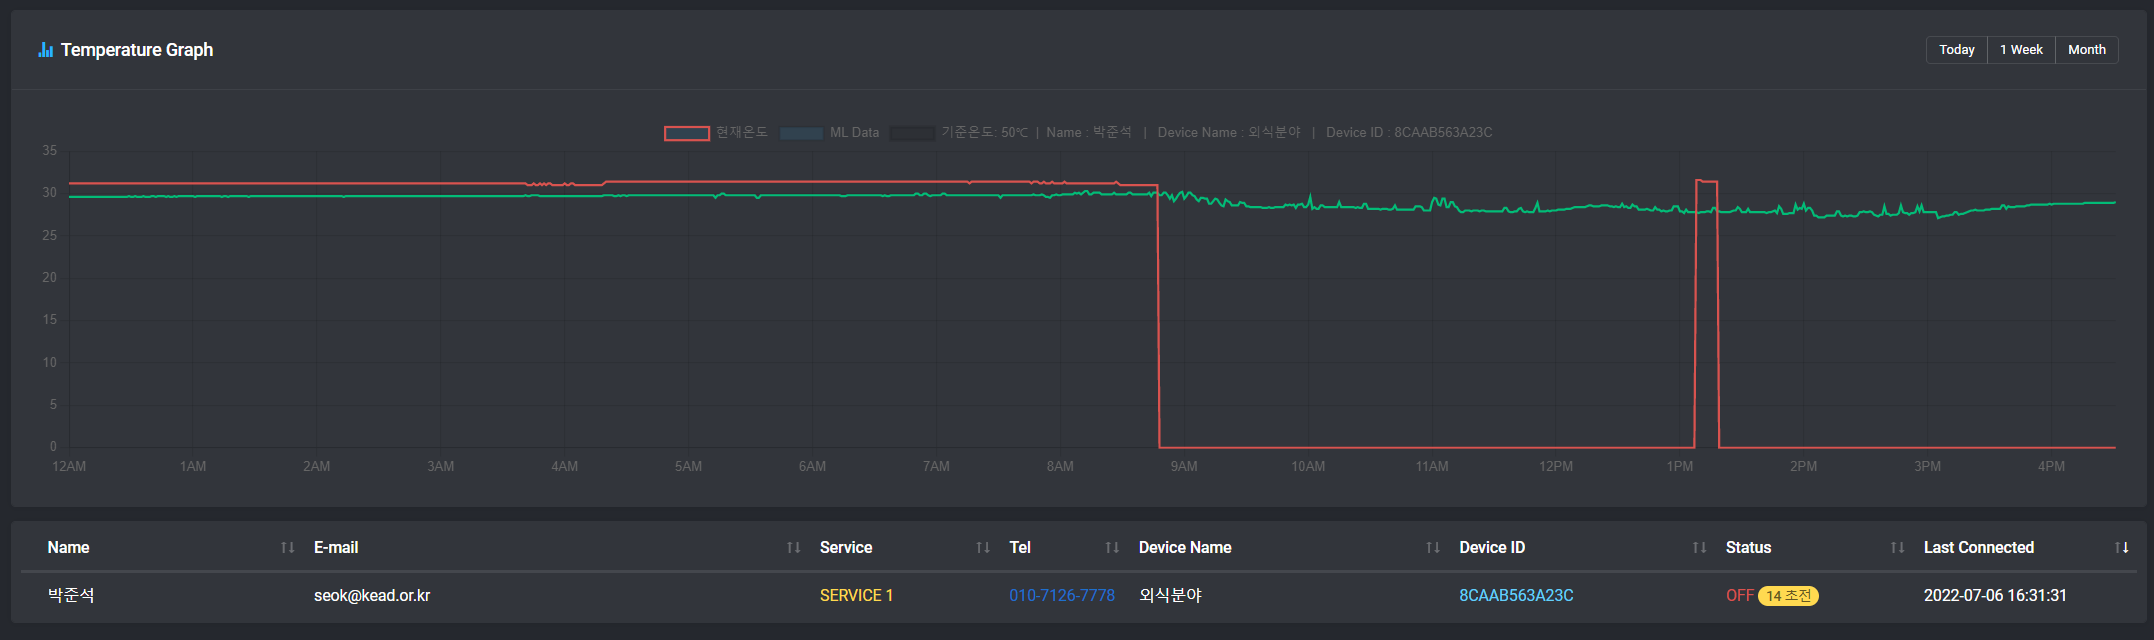 Temperature Graph
Today 1 Week Month
현재온도 ML Data 기준온도: 50℃ | Name : 박준석 | Device Name : 외식분야 | Device ID : 8CAAB563A23C
35
30
25
20
15
10
5
0
12AM 1AM 2AM 3AM 4AM 5AM 6AM 7AM 8AM 9AM 10AM 11AM 12PM 1PM 2PM 3PM 4PM
Name E-mail Service Tel Device Name Device ID Status Last Connected
박준석 seok@kead.or.kr SERVICE 1 010-7126-7778 외식분야 8CAAB563A23C OFF 14 초전 2022-07-06 16:31:31